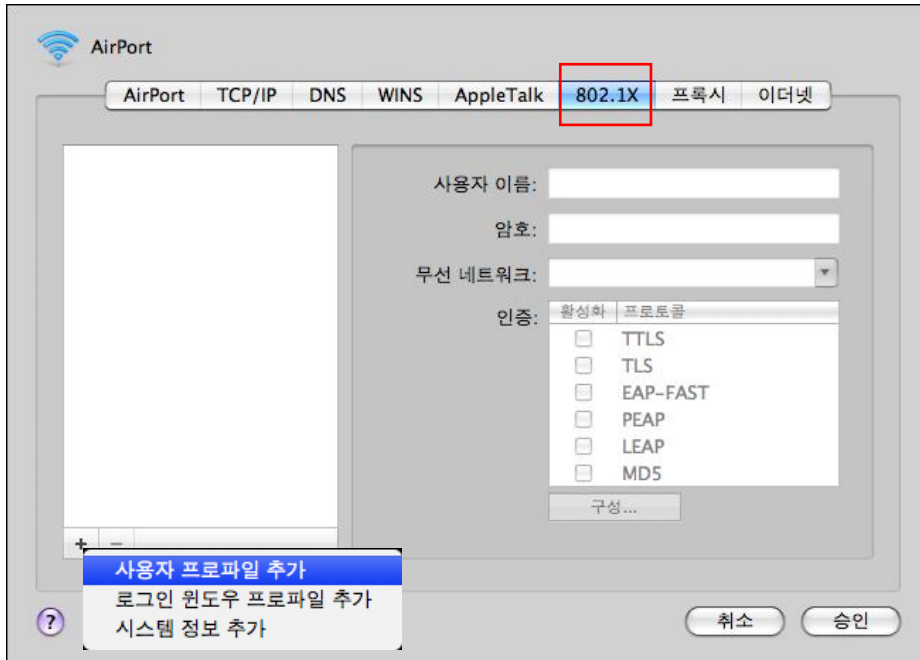 AirPort
AirPort TCP/IP DNS WINS AppleTalk 802.1X 프록시 이더넷
사용자 이름:
암호:
무선 네트워크:
인증:
활성화 프로토콜
TTLS
TLS
EAP-FAST
PEAP
LEAP
MD5
구성...
+ −
사용자 프로파일 추가
로그인 윈도우 프로파일 추가
시스템 정보 추가
? 취소 승인